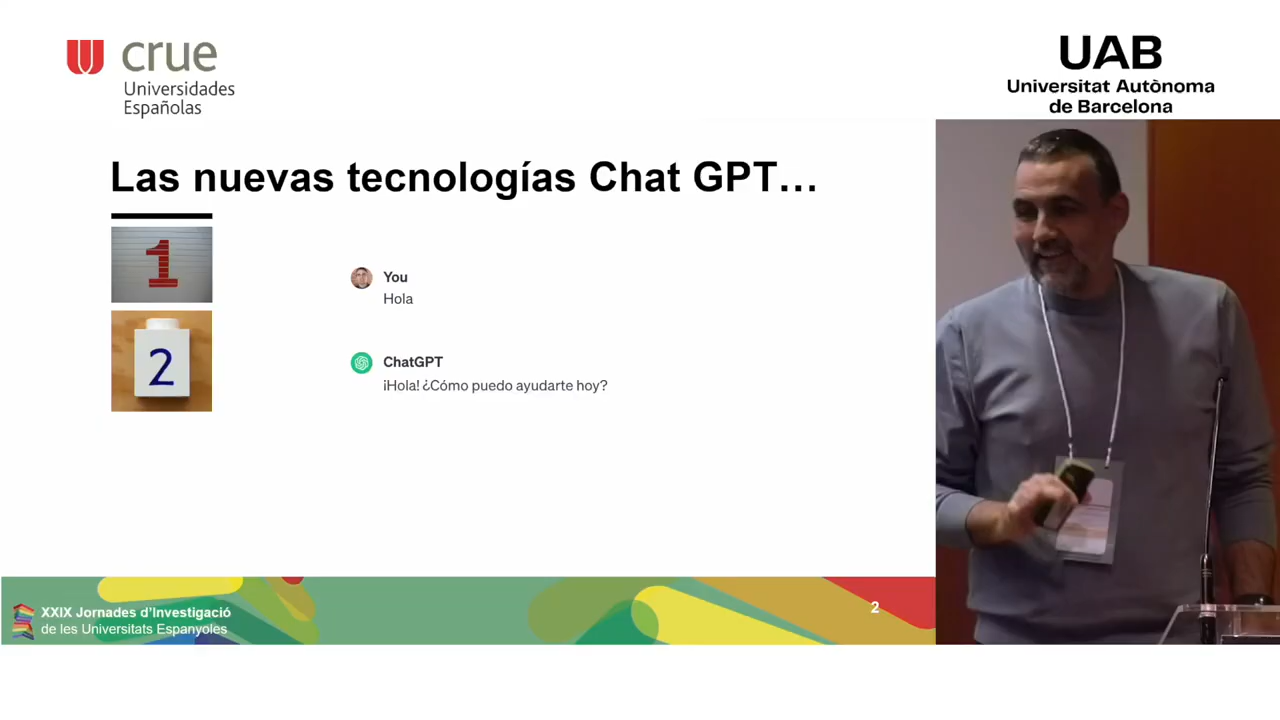 crue
Universidades
Españolas
UAB
Universitat Autònoma
de Barcelona
Las nuevas tecnologías Chat GPT…
1
You
Hola
2
ChatGPT
¡Hola! ¿Cómo puedo ayudarte hoy?
XXIX Jornades d'Investigació
de les Universitats Espanyoles
2